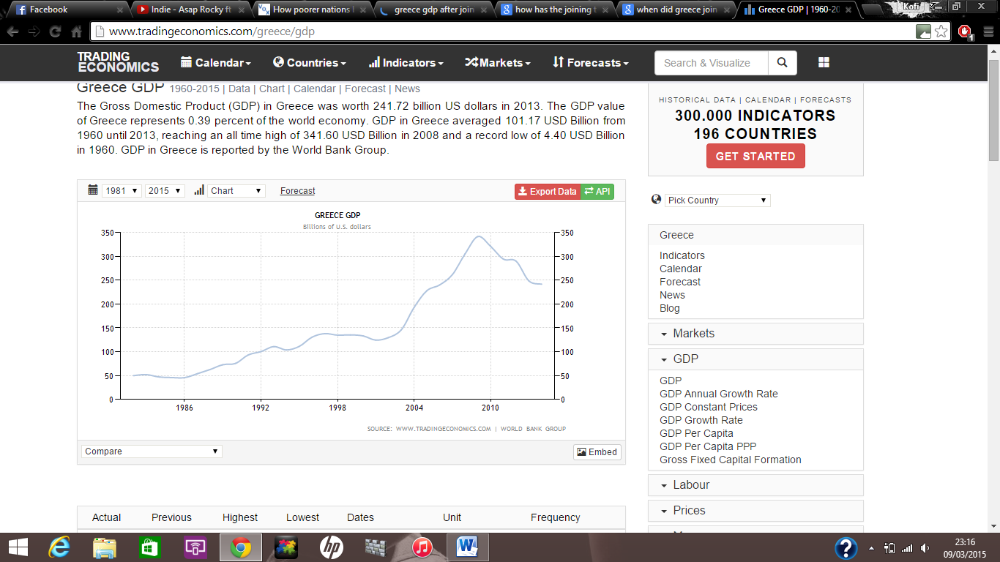 Facebook
Indie - Asap Rocky ft
How poorer nations
greece gdp after join
how has the joining t
when did greece join
Greece GDP | 1960-20
Kofi
www.tradingeconomics.com/greece/gdp
1
TRADING
ECONOMICS
Calendar
Countries
Indicators
Markets
Forecasts
Search & Visualize
Greece GDP 1960-2015 | Data | Chart | Calendar | Forecast | News
The Gross Domestic Product (GDP) in Greece was worth 241.72 billion US dollars in 2013. The GDP
value of Greece represents 0.39 percent of the world economy. GDP in Greece averaged 101.17 USD Billion from
1960 until 2013, reaching an all time high of 341.60 USD Billion in 2008 and a record low of 4.40 USD Billion
in 1960. GDP in Greece is reported by the World Bank Group.
HISTORICAL DATA | CALENDAR | FORECASTS
300.000 INDICATORS
196 COUNTRIES
GET STARTED
1981 2015 Chart Forecast Export Data API
GREECE GDP
Billions of U.S. dollars
350 350
300 300
250 250
200 200
150 150
100 100
50 50
0 0
1986 1992 1998 2004 2010
SOURCE: WWW.TRADINGECONOMICS.COM | WORLD BANK GROUP
Compare
Embed
Actual Previous Highest Lowest Dates Unit Frequency
Pick Country
Greece
Indicators
Calendar
Forecast
News
Blog
Markets
GDP
GDP
GDP Annual Growth Rate
GDP Constant Prices
GDP Growth Rate
GDP Per Capita
GDP Per Capita PPP
Gross Fixed Capital Formation
Labour
Prices
23:16
09/03/2015